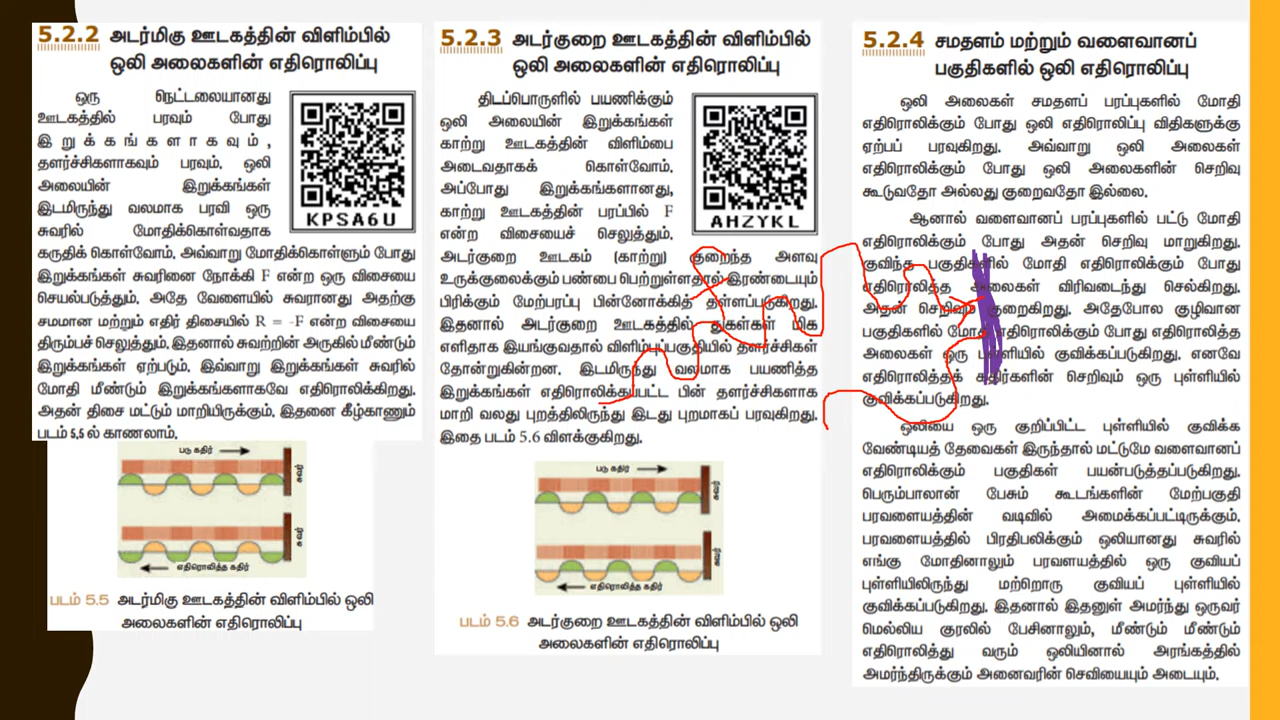 5.2.2 அடர்மிகு ஊடகத்தின் விளிம்பில்
ஒலி அலைகளின் எதிரொலிப்பு
ஒரு நெட்டலையானது
ஊடகத்தில் பரவும் போது
இறுக்கங்களாகவும்,
தளர்ச்சிகளாகவும் பரவும். ஒலி
அலையின் இறுக்கங்கள்
இடமிருந்து வலமாக பரவி ஒரு
சுவரில் மோதிக்கொள்வதாக
கருதிக் கொள்வோம். அவ்வாறு மோதிக்கொள்ளும் போது
இறுக்கங்கள் சுவரினை நோக்கி F என்ற ஒரு விசையை
செயல்படுத்தும். அதே வேளையில் சுவரானது அதற்கு
சமமான மற்றும் எதிர் திசையில் R = -F என்ற விசையை
திரும்பச் செலுத்தும். இதனால் சுவற்றின் அருகில் மீண்டும்
இறுக்கங்கள் ஏற்படும். இவ்வாறு இறுக்கங்கள் சுவரில்
மோதி மீண்டும் இறுக்கங்களாகவே எதிரொலிக்கிறது.
அதன் திசை மட்டும் மாறியிருக்கும். இதனை கீழ்காணும்
படம் 5.5 ல் காணலாம்.
KPSA6U
படு கதிர்
சுவர்
சுவர்
எதிரொலித்த கதிர்
படம் 5.5 அடர்மிகு ஊடகத்தின் விளிம்பில் ஒலி
அலைகளின் எதிரொலிப்பு
5.2.3 அடர்குறை ஊடகத்தின் விளிம்பில்
ஒலி அலைகளின் எதிரொலிப்பு
திடப்பொருளில் பயணிக்கும்
ஒலி அலையின் இறுக்கங்கள்
காற்று ஊடகத்தின் விளிம்பை
அடைவதாகக் கொள்வோம்.
அப்போது இறுக்கங்களானது,
காற்று ஊடகத்தின் பரப்பில் F
என்ற விசையைச் செலுத்தும்.
அடர்குறை ஊடகம் (காற்று) குறைந்த அளவு
உருக்குலைக்கும் பண்பை பெற்றுள்ளதால் இரண்டையும்
பிரிக்கும் மேற்பரப்பு பின்னோக்கித் தள்ளப்படுகிறது.
இதனால் அடர்குறை ஊடகத்தில் துகள்கள் மிக
எளிதாக இயங்குவதால் விளிம்புப்பகுதியில் தளர்ச்சிகள்
தோன்றுகின்றன. இடமிருந்து வலமாக பயணித்த
இறுக்கங்கள் எதிரொலிக்கப்பட்ட பின் தளர்ச்சிகளாக
மாறி வலது புறத்திலிருந்து இடது புறமாகப் பரவுகிறது.
இதை படம் 5.6 விளக்குகிறது.
AHZYKL
படு கதிர்
சுவர்
சுவர்
எதிரொலித்த கதிர்
படம் 5.6 அடர்குறை ஊடகத்தின் விளிம்பில் ஒலி
அலைகளின் எதிரொலிப்பு
5.2.4 சமதளம் மற்றும் வளைவானப்
பகுதிகளில் ஒலி எதிரொலிப்பு
ஒலி அலைகள் சமதளப் பரப்புகளில் மோதி
எதிரொலிக்கும் போது ஒலி எதிரொலிப்பு விதிகளுக்கு
ஏற்பப் பரவுகிறது. அவ்வாறு ஒலி அலைகள்
எதிரொலிக்கும் போது ஒலி அலைகளின் செறிவு
கூடுவதோ அல்லது குறைவதோ இல்லை.
ஆனால் வளைவானப் பரப்புகளில் பட்டு மோதி
எதிரொலிக்கும் போது அதன் செறிவு மாறுகிறது.
குவிந்த பகுதிகளில் மோதி எதிரொலிக்கும் போது
எதிரொலித்த அலைகள் விரிவடைந்து செல்கிறது.
அதன் செறிவும் குறைகிறது. அதேபோல குழிவான
பகுதிகளில் மோதி எதிரொலிக்கும் போது எதிரொலித்த
அலைகள் ஒரு புள்ளியில் குவிக்கப்படுகிறது. எனவே
எதிரொலித்தக் கதிர்களின் செறிவும் ஒரு புள்ளியில்
குவிக்கப்படுகிறது.
ஒலியை ஒரு குறிப்பிட்ட புள்ளியில் குவிக்க
வேண்டியத் தேவைகள் இருந்தால் மட்டுமே வளைவானப்
எதிரொலிக்கும் பகுதிகள் பயன்படுத்தப்படுகிறது.
பெரும்பாலான் பேசும் கூடங்களின் மேற்பகுதி
பரவளையத்தின் வடிவில் அமைக்கப்பட்டிருக்கும்.
பரவளையத்தில் பிரதிபலிக்கும் ஒலியானது சுவரில்
எங்கு மோதினாலும் பரவளயத்தில் ஒரு குவியப்
புள்ளியிலிருந்து மற்றொரு குவியப் புள்ளியில்
குவிக்கப்படுகிறது. இதனால் இதனுள் அமர்ந்து ஒருவர்
மெல்லிய குரலில் பேசினாலும், மீண்டும் மீண்டும்
எதிரொலித்து வரும் ஒலியினால் அரங்கத்தில்
அமர்ந்திருக்கும் அனைவரின் செவியையும் அடையும்.